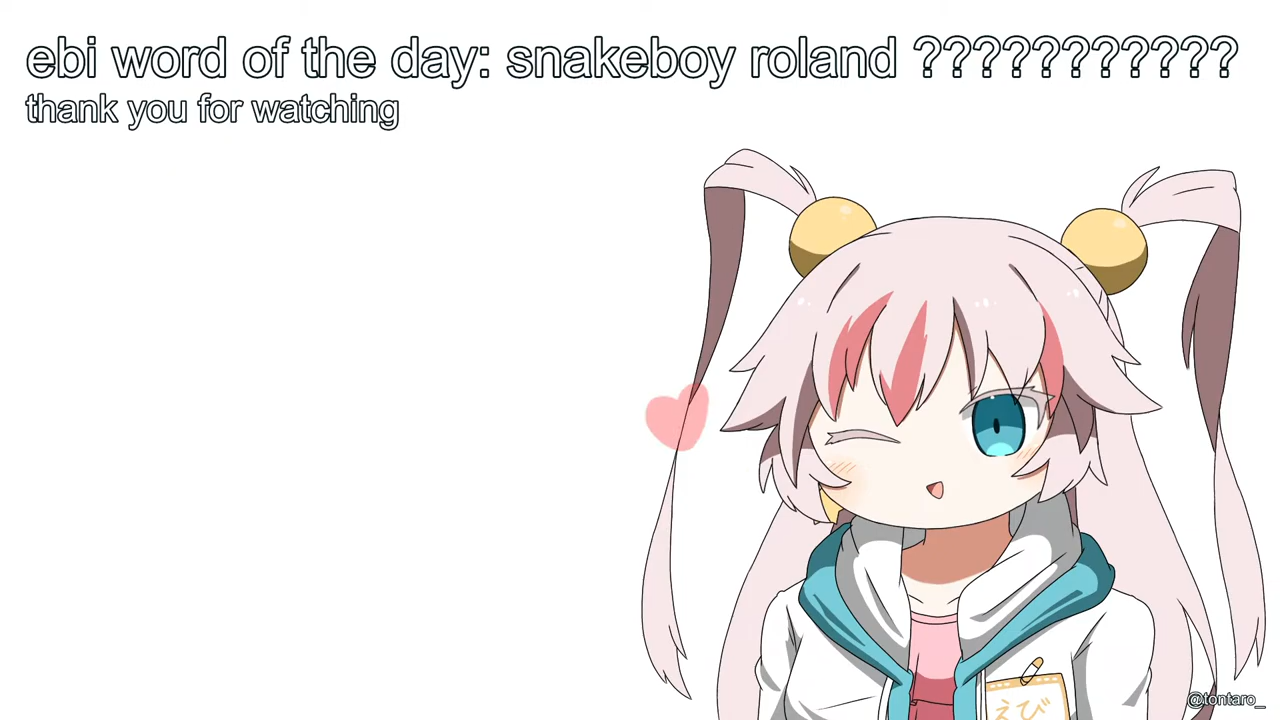 ebi word of the day: snakeboy roland ???????????
thank you for watching
えび
@tontaro_